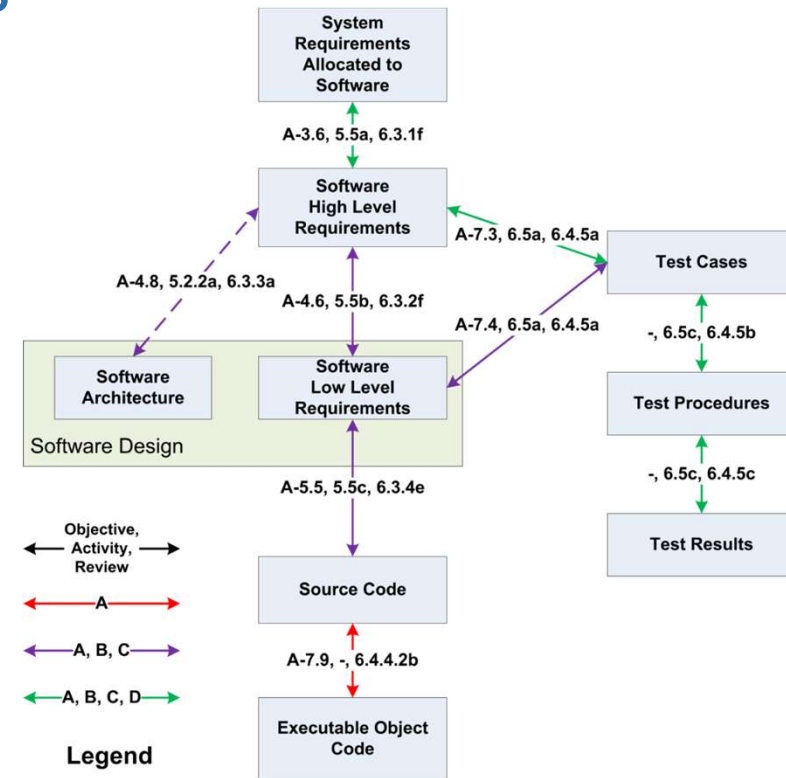 System
Requirements
Allocated to
Software
A-3.6, 5.5a, 6.3.1f
Software
High Level
Requirements
A-7.3, 6.5a, 6.4.5a
Test Cases
A-4.8, 5.2.2a, 6.3.3a
A-4.6, 5.5b, 6.3.2f
A-7.4, 6.5a, 6.4.5a
-, 6.5c, 6.4.5b
Software
Architecture
Software
Low Level
Requirements
Test Procedures
Software Design
-, 6.5c, 6.4.5c
A-5.5, 5.5c, 6.3.4e
Objective,
Activity,
Review
Test Results
Source Code
A
A, B, C
A-7.9, -, 6.4.4.2b
A, B, C, D
Executable Object
Code
Legend